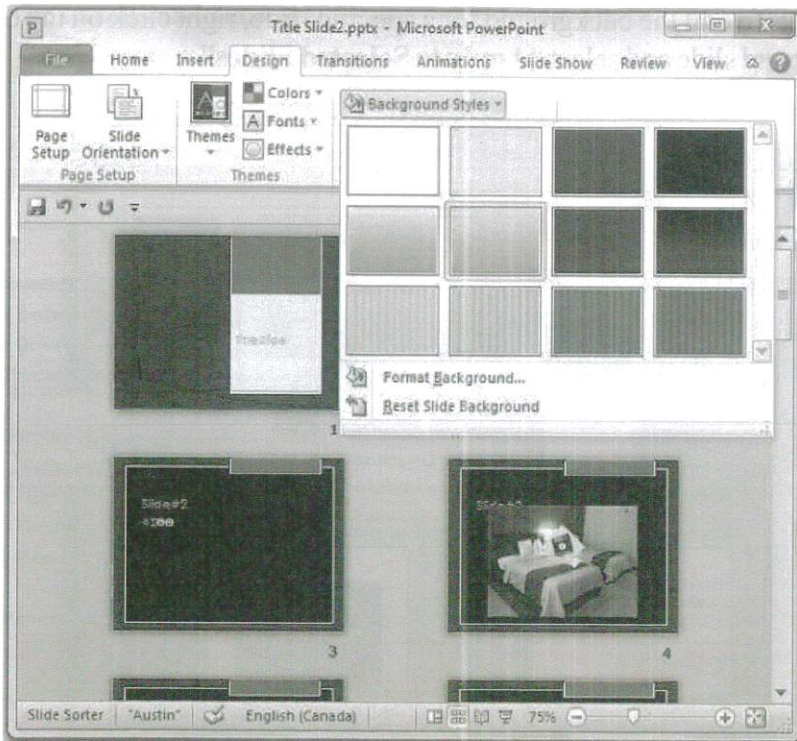 Title Slide2.pptx - Microsoft PowerPoint
File Home Insert Design Transitions Animations Slide Show Review View
Page Setup
Slide Orientation
Themes
Colors
Fonts
Effects
Background Styles
Page Setup
Themes
Format Background...
Reset Slide Background
1
Slide#2
3
4
Slide Sorter "Austin" English (Canada) 75%